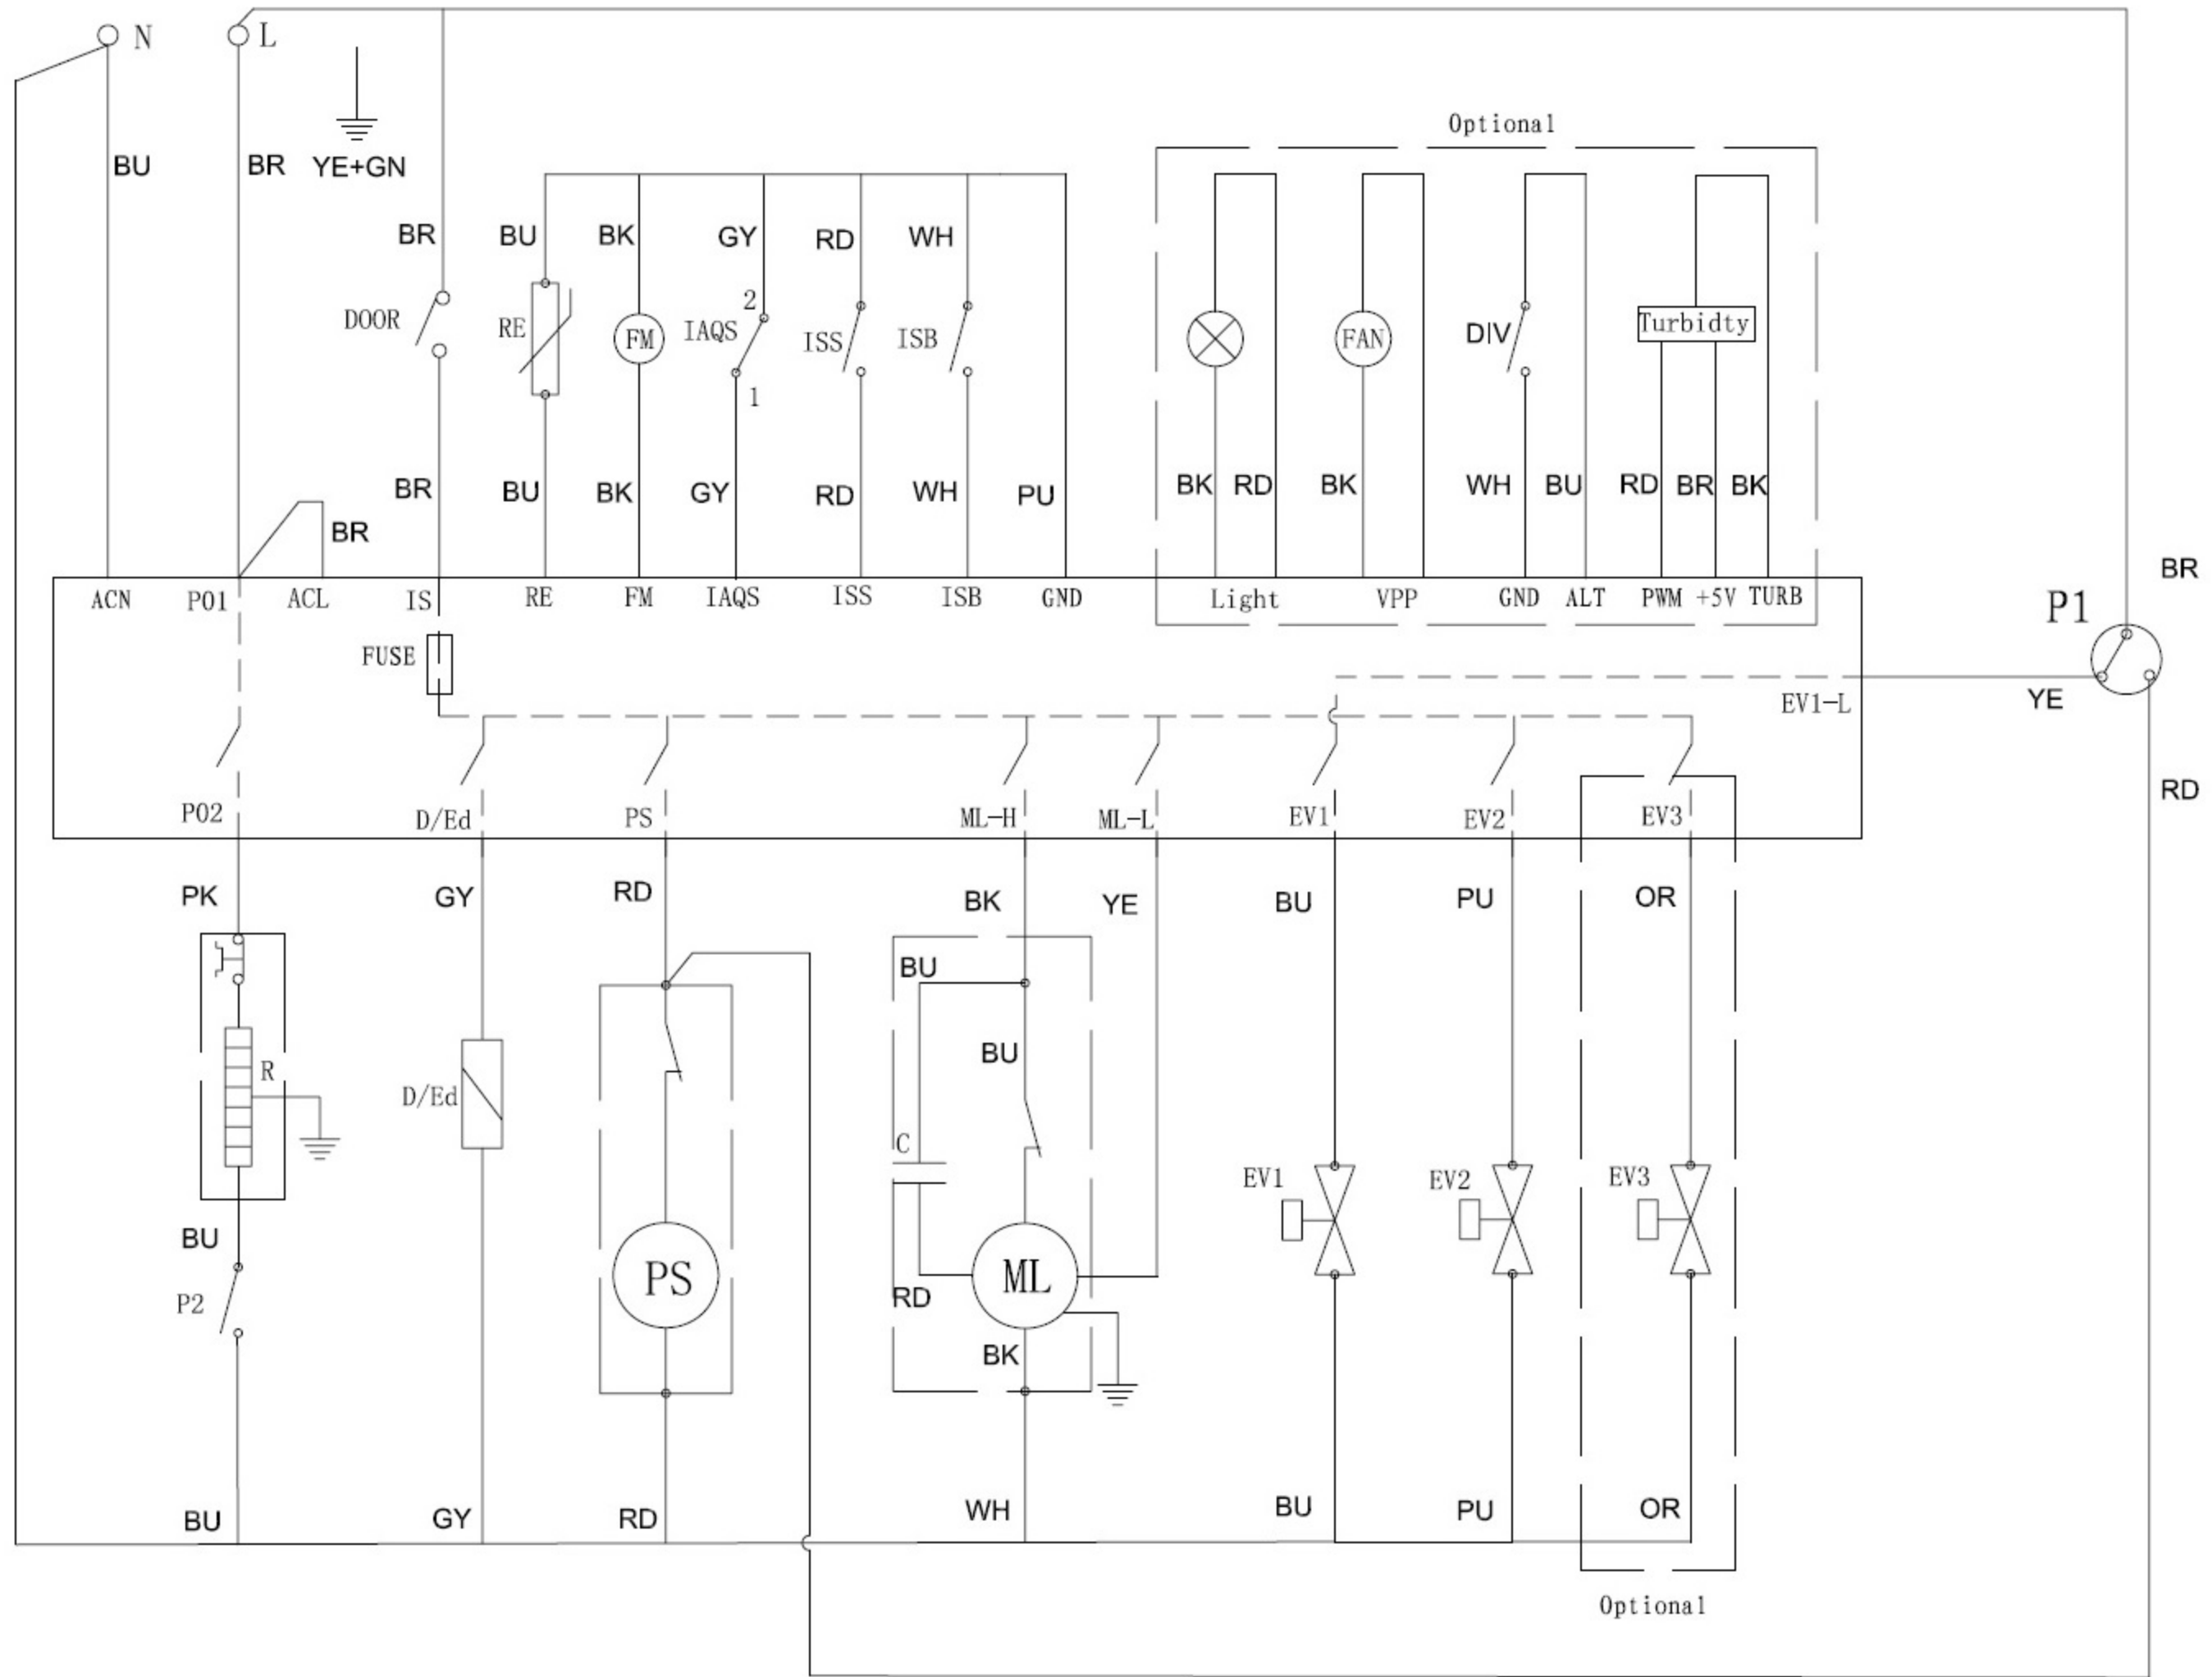 N L
Optional
BU BR YE+GN
BR BU BK GY RD WH
2
DOOR RE FM IAQS ISS ISB FAN DIV Turbidty
1
BR BU BK GY RD WH PU BK RD BK WH BU RD BR BK
BR
BR
ACN P01 ACL IS RE FM IAQS ISS ISB GND Light VPP GND ALT PWM +5V TURB
P1
FUSE
EV1-L YE
RD
P02 D/Ed PS ML-H ML-L EV1 EV2 EV3
PK GY RD BK YE BU PU OR
BU
BU
R
D/Ed
C
EV1 EV2 EV3
BU
PS ML
P2 RD
BK
BU GY RD WH BU PU OR
Optional